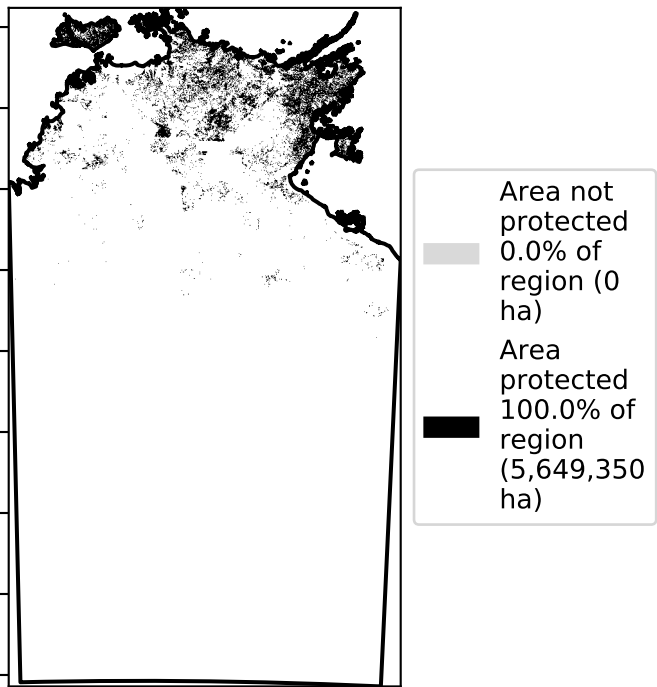 Area not
protected
0.0% of
region (0
ha)
Area
protected
100.0% of
region
(5,649,350
ha)